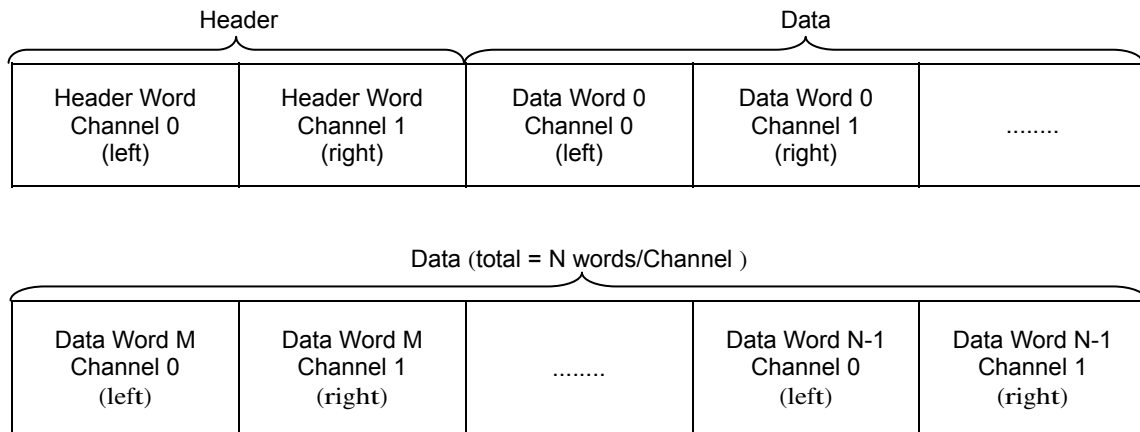 Header
Data
Header Word
Channel 0
(left)
Header Word
Channel 1
(right)
Data Word 0
Channel 0
(left)
Data Word 0
Channel 1
(right)
........
Data (total = N words/Channel )
Data Word M
Channel 0
(left)
Data Word M
Channel 1
(right)
........
Data Word N-1
Channel 0
(left)
Data Word N-1
Channel 1
(right)